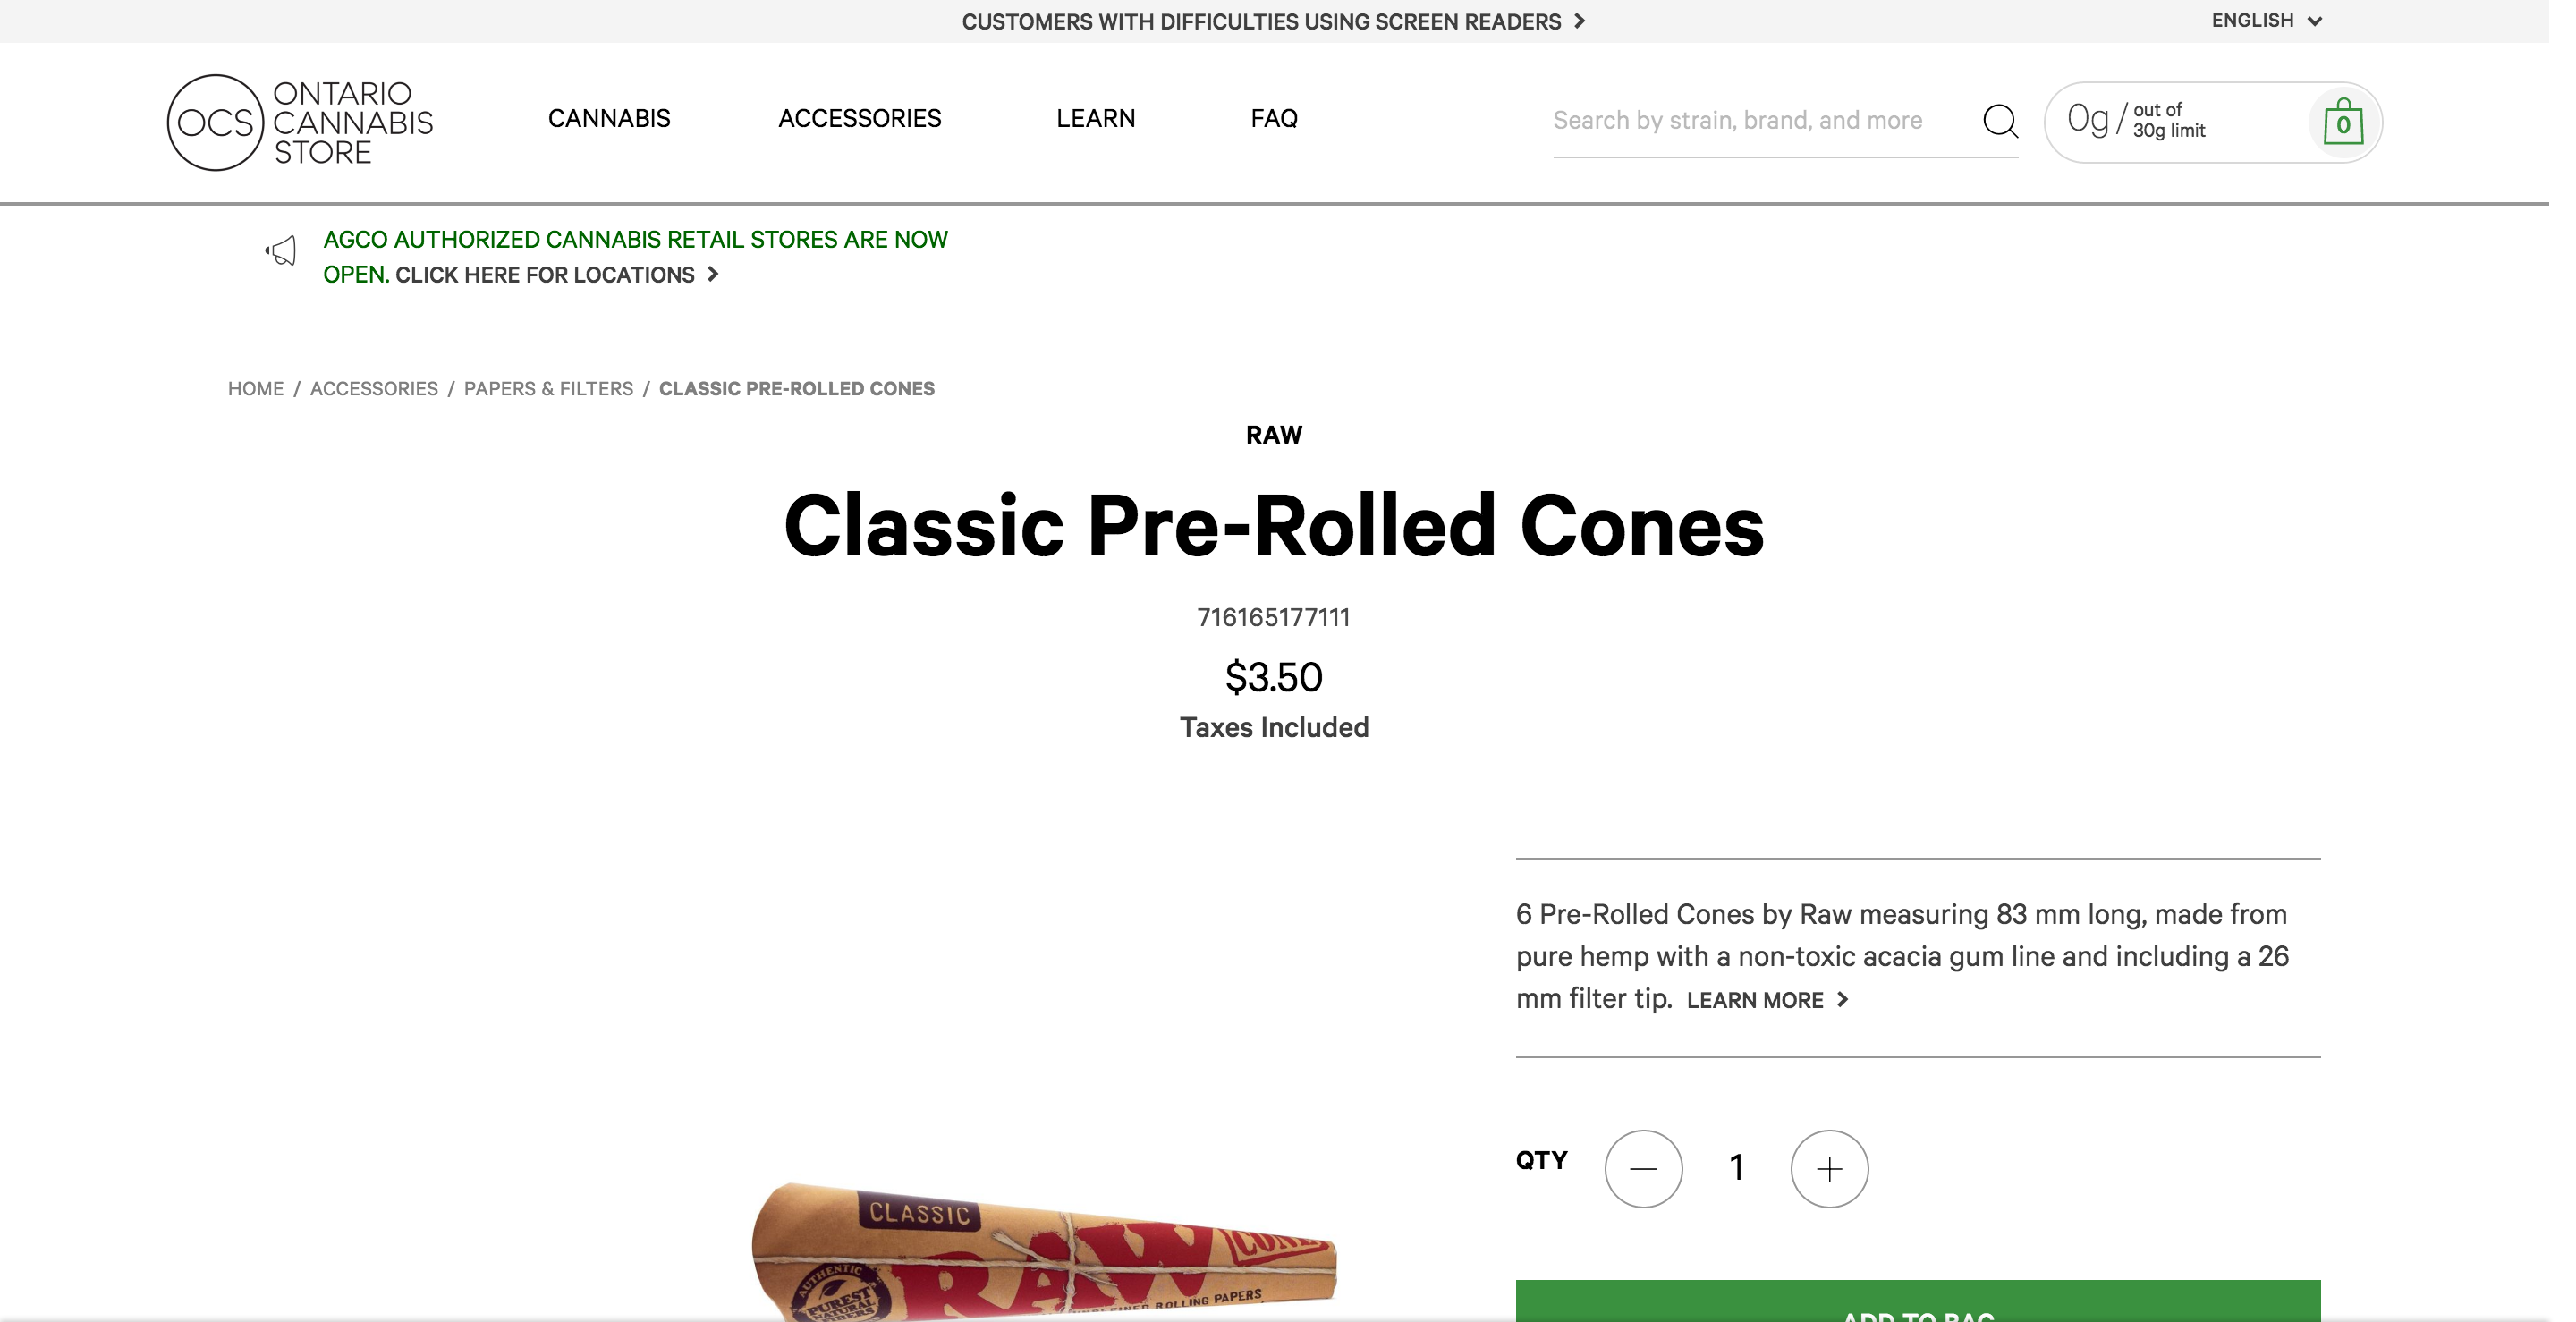 CUSTOMERS WITH DIFFICULTIES USING SCREEN READERS
ENGLISH
OCS
ONTARIO
CANNABIS
STORE
CANNABIS
ACCESSORIES
LEARN
FAQ
Search by strain, brand, and more
0g / out of
30g limit
0
AGCO AUTHORIZED CANNABIS RETAIL STORES ARE NOW
OPEN. CLICK HERE FOR LOCATIONS
HOME / ACCESSORIES / PAPERS & FILTERS / CLASSIC PRE-ROLLED CONES
RAW
Classic Pre-Rolled Cones
716165177111
$3.50
Taxes Included
6 Pre-Rolled Cones by Raw measuring 83 mm long, made from
pure hemp with a non-toxic acacia gum line and including a 26
mm filter tip. LEARN MORE
QTY
1
ADD TO BAG
CLASSIC
RAW
CONES
AUTHENTIC
PUREST
NATURAL
FIBERS
ROLLING PAPERS